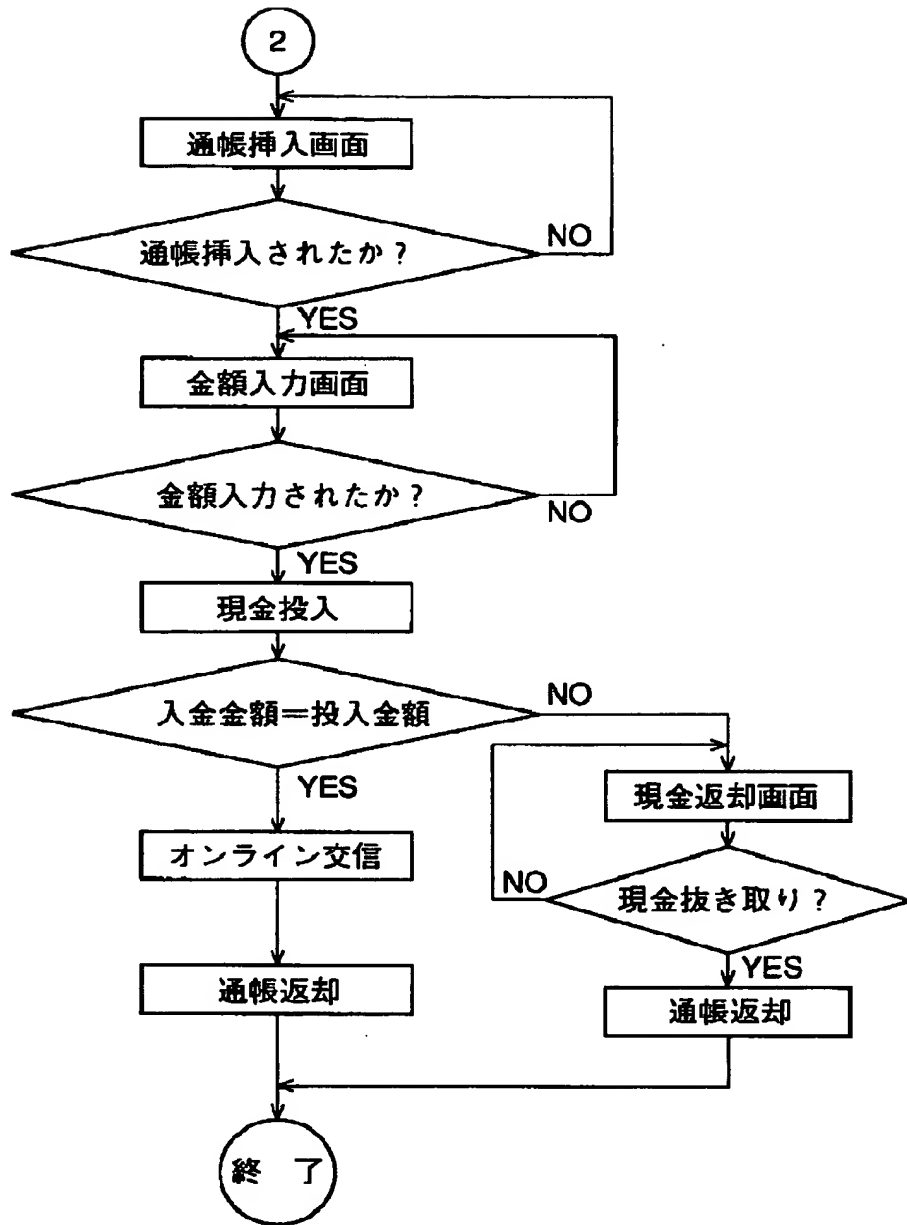 2
通帳挿入画面
通帳挿入されたか?
NO
YES
金額入力画面
金額入力されたか?
NO
YES
現金投入
入金金額=投入金額
NO
YES
オンライン交信
通帳返却
現金返却画面
現金抜き取り?
NO
YES
通帳返却
終 了